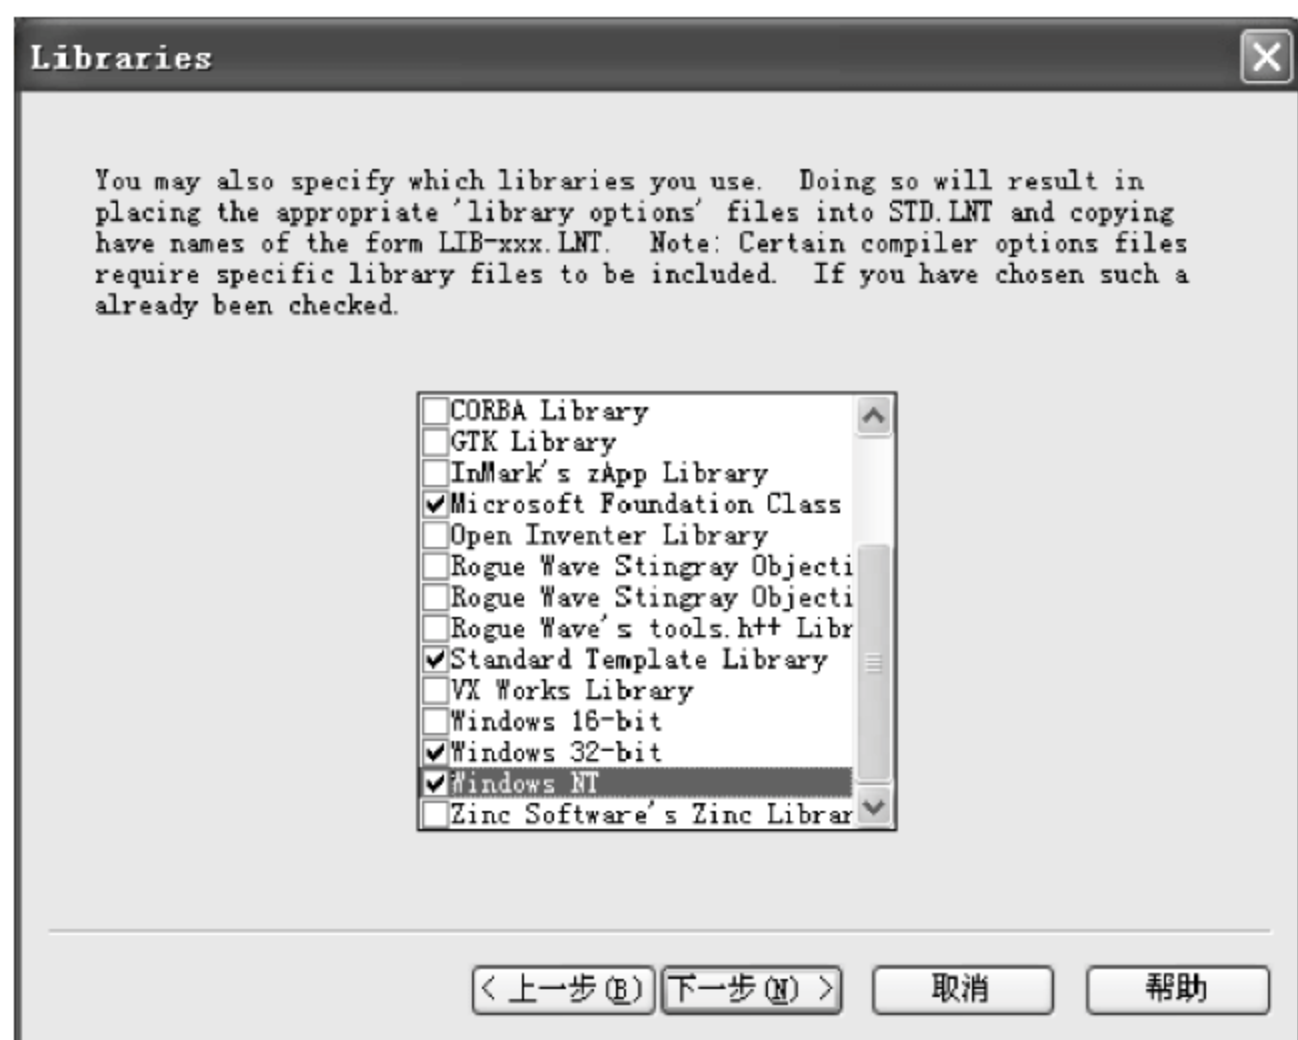 Libraries
You may also specify which libraries you use. Doing so will result in
placing the appropriate 'library options' files into STD.LNT and copying
have names of the form LIB-xxx.LNT. Note: Certain compiler options files
require specific library files to be included. If you have chosen such a
already been checked.
CORBA Library
GTK Library
InMark's zApp Library
Microsoft Foundation Class
Open Inventer Library
Rogue Wave Stingray Objecti
Rogue Wave Stingray Objecti
Rogue Wave's tools.h++ Libr
Standard Template Library
VX Works Library
Windows 16-bit
Windows 32-bit
Windows NT
Zinc Software's Zinc Librar
< 上一步(B) 下一步(N) > 取消 帮助